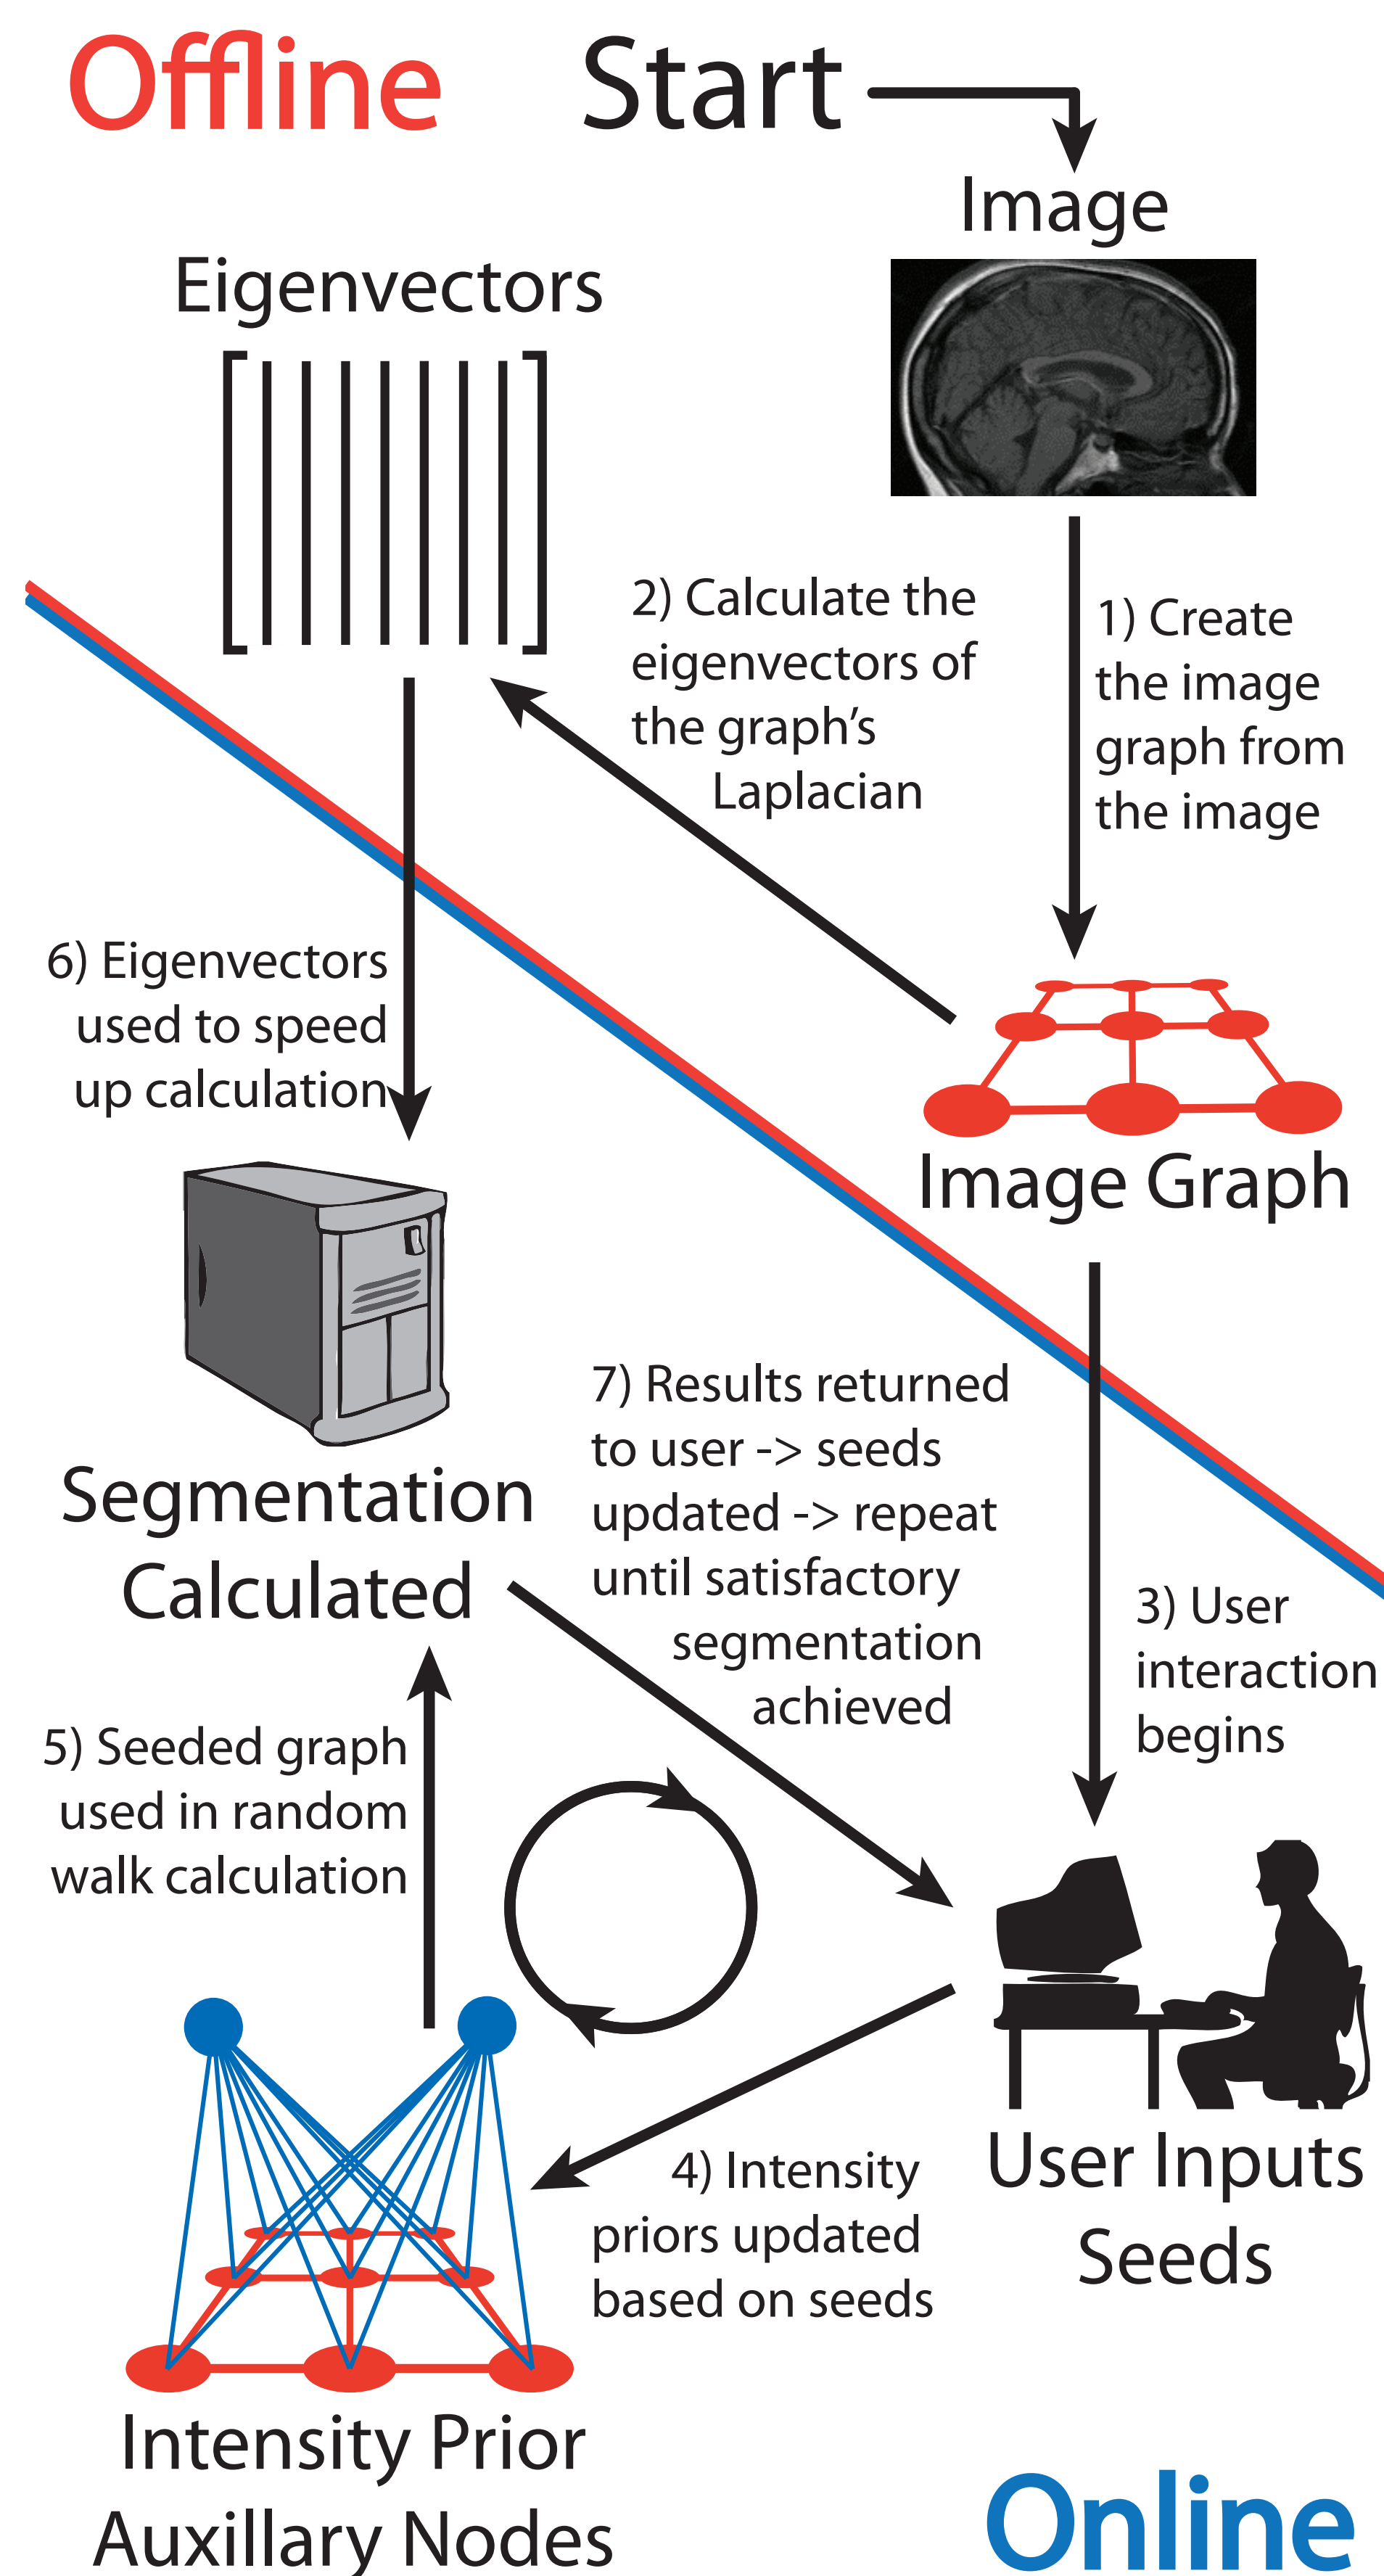 Offline
Start
Image
Eigenvectors
1) Create
the image
graph from
the image
2) Calculate the
eigenvectors of
the graph's
Laplacian
Image Graph
6) Eigenvectors
used to speed
up calculation
Segmentation
Calculated
7) Results returned
to user -> seeds
updated -> repeat
until satisfactory
segmentation
achieved
3) User
interaction
begins
5) Seeded graph
used in random
walk calculation
User Inputs
Seeds
4) Intensity
priors updated
based on seeds
Intensity Prior
Auxillary Nodes
Online